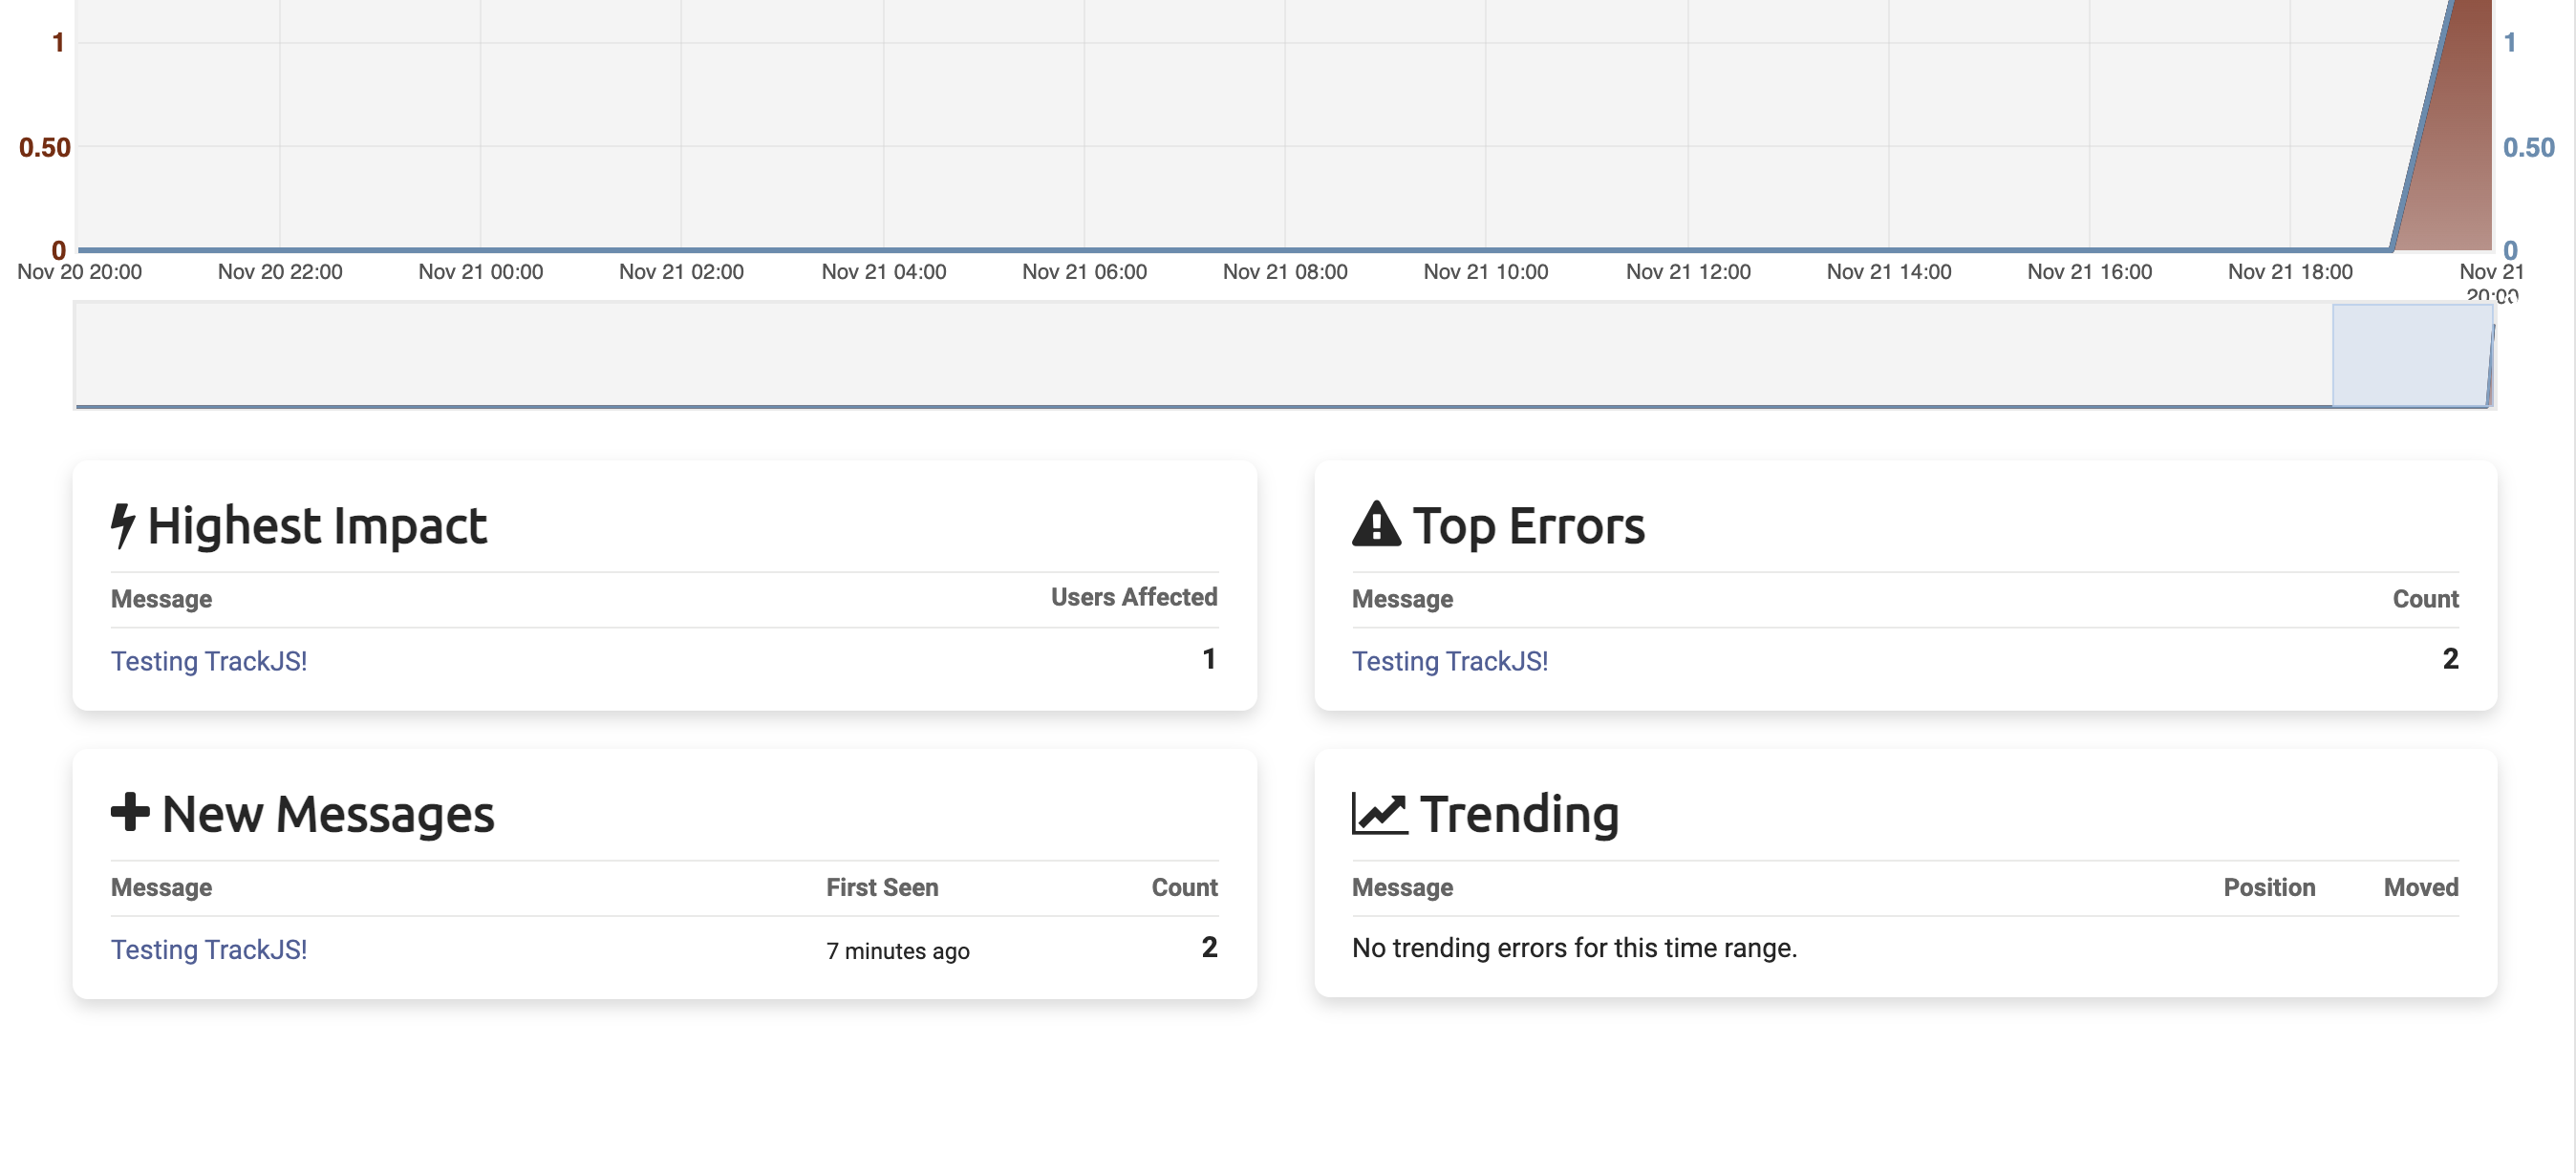 1 1
0.50 0.50
0 0
Nov 20 20:00 Nov 20 22:00 Nov 21 00:00 Nov 21 02:00 Nov 21 04:00 Nov 21 06:00 Nov 21 08:00 Nov 21 10:00 Nov 21 12:00 Nov 21 14:00 Nov 21 16:00 Nov 21 18:00 Nov 21
20:00
Highest Impact
Message Users Affected
Testing TrackJS! 1
Top Errors
Message Count
Testing TrackJS! 2
New Messages
Message First Seen Count
Testing TrackJS! 7 minutes ago 2
Trending
Message Position Moved
No trending errors for this time range.